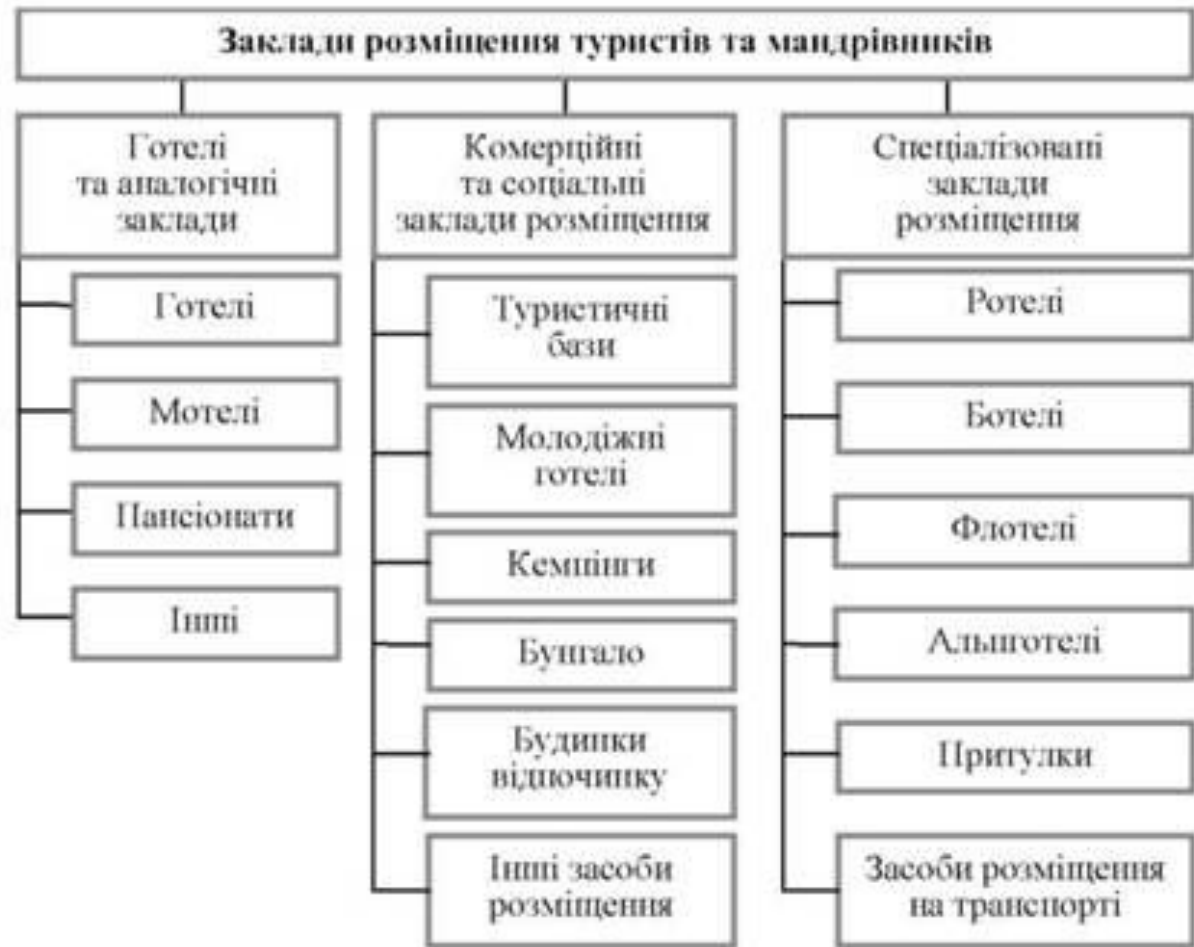 Заклади розміщення туристів та мандрівників
Готелі
та аналогічні
заклади
Готелі
Мотелі
Пансіонати
Інші
Комерційні
та соціальні
заклади розміщення
Туристичні
бази
Молодіжні
готелі
Кемпінги
Бунгало
Будинки
відпочинку
Інші засоби
розміщення
Спеціалізовані
заклади
розміщення
Ротелі
Ботелі
Флотелі
Альпготелі
Притулки
Засоби розміщення
на транспорті